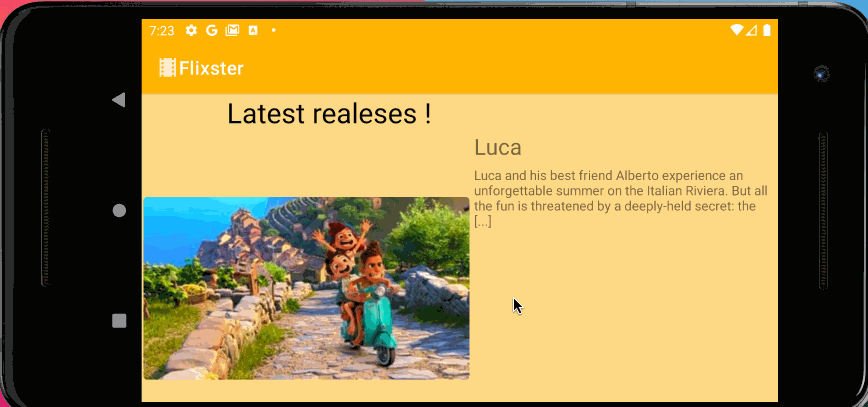 7:23
Flixster
Latest realeses !
Luca
Luca and his best friend Alberto experience an
unforgettable summer on the Italian Riviera. But all
the fun is threatened by a deeply-held secret: the
[...]